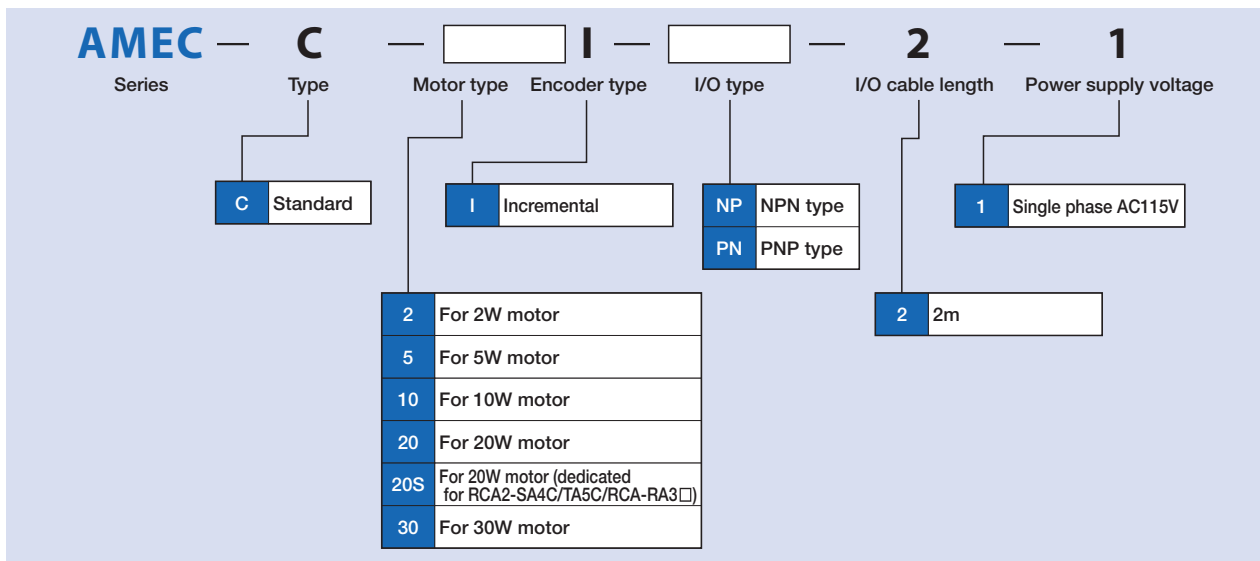 AMEC — C — I — — 2 — 1
Series Type Motor type Encoder type I/O type I/O cable length Power supply voltage
C Standard
I Incremental
NP NPN type
PN PNP type
1 Single phase AC115V
2 For 2W motor
5 For 5W motor
10 For 10W motor
20 For 20W motor
20S For 20W motor (dedicated
for RCA2-SA4C/TA5C/RCA-RA3□)
30 For 30W motor
2 2m